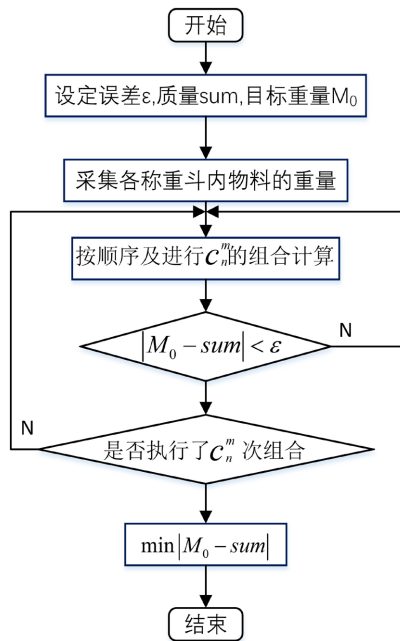 开始
设定误差ε,质量sum,目标重量M₀
采集各称重斗内物料的重量
按顺序及进行cₙᵐ的组合计算
|M₀−sum|<ε
N
N
是否执行了cₙᵐ次组合
min|M₀−sum|
结束